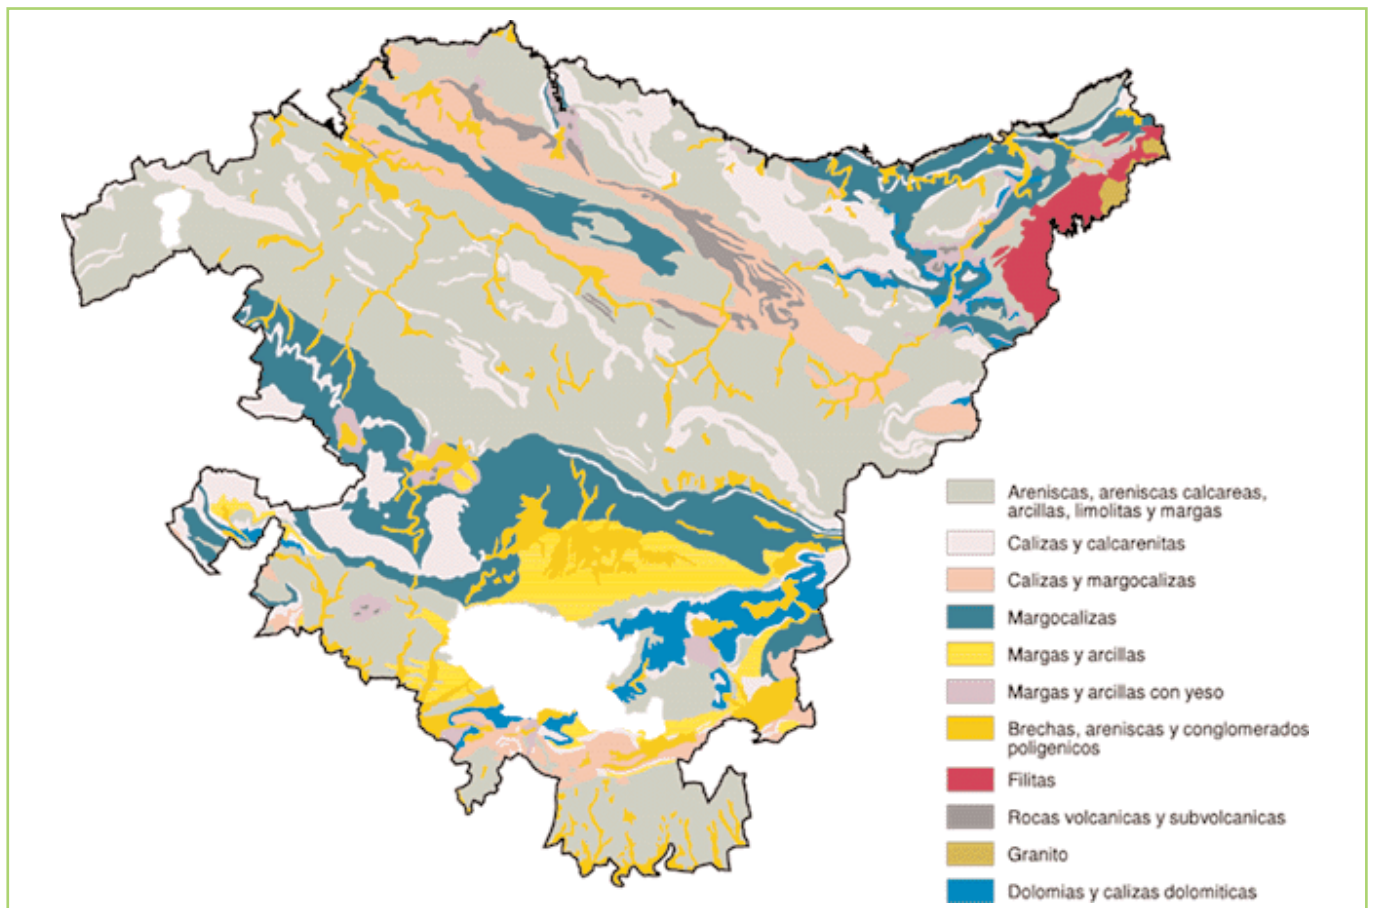 Areniscas, areniscas calcareas,
arcillas, limolitas y margas
Calizas y calcarenitas
Calizas y margocalizas
Margocalizas
Margas y arcillas
Margas y arcillas con yeso
Brechas, areniscas y conglomerados
poligenicos
Filitas
Rocas volcanicas y subvolcanicas
Granito
Dolomias y calizas dolomiticas